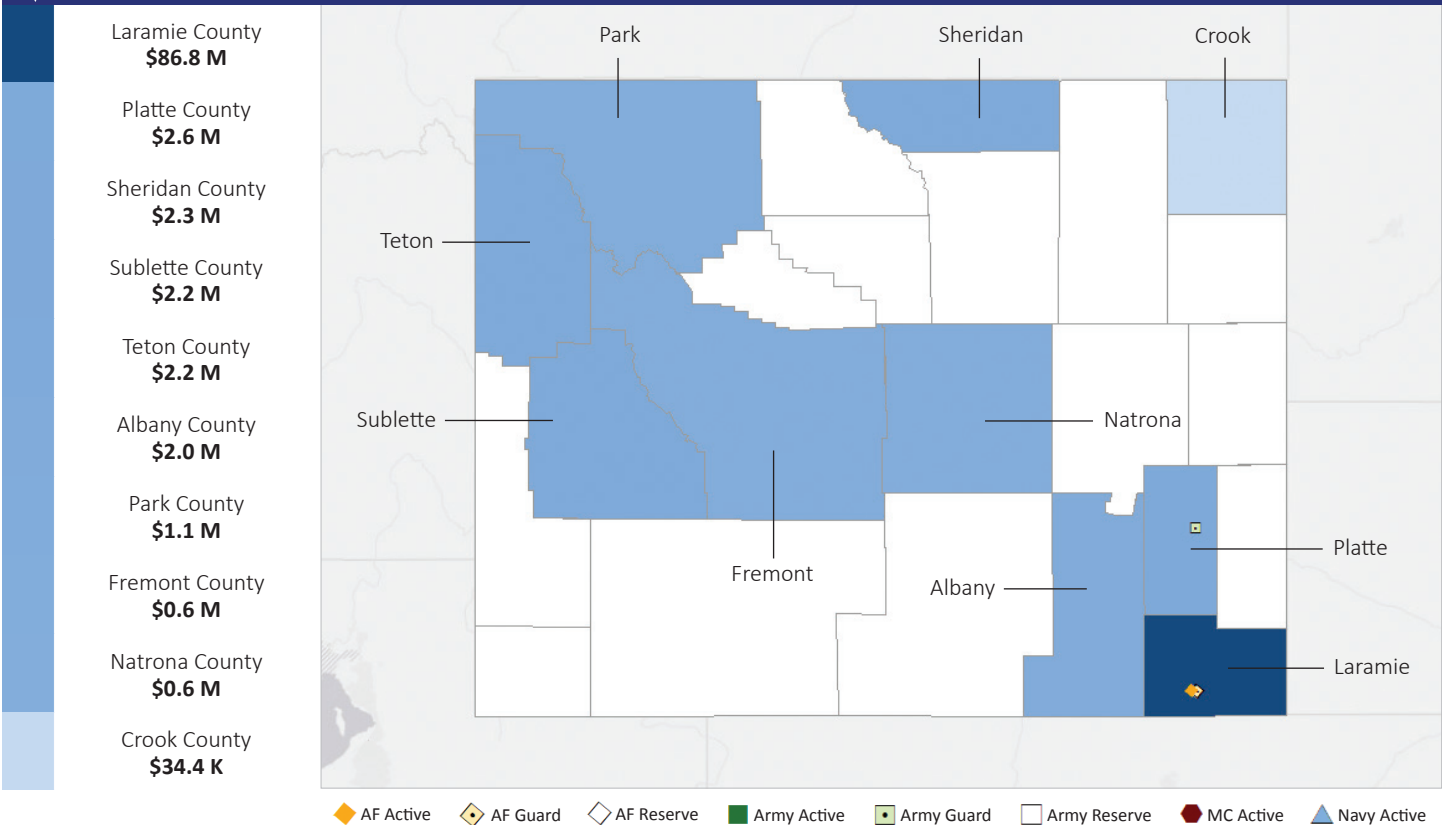 Laramie County
$86.8 M
Platte County
$2.6 M
Sheridan County
$2.3 M
Sublette County
$2.2 M
Teton County
$2.2 M
Albany County
$2.0 M
Park County
$1.1 M
Fremont County
$0.6 M
Natrona County
$0.6 M
Crook County
$34.4 K
Park
Sheridan
Crook
Teton
Sublette
Natrona
Fremont
Albany
Platte
Laramie
AF Active
AF Guard
AF Reserve
Army Active
Army Guard
Army Reserve
MC Active
Navy Active